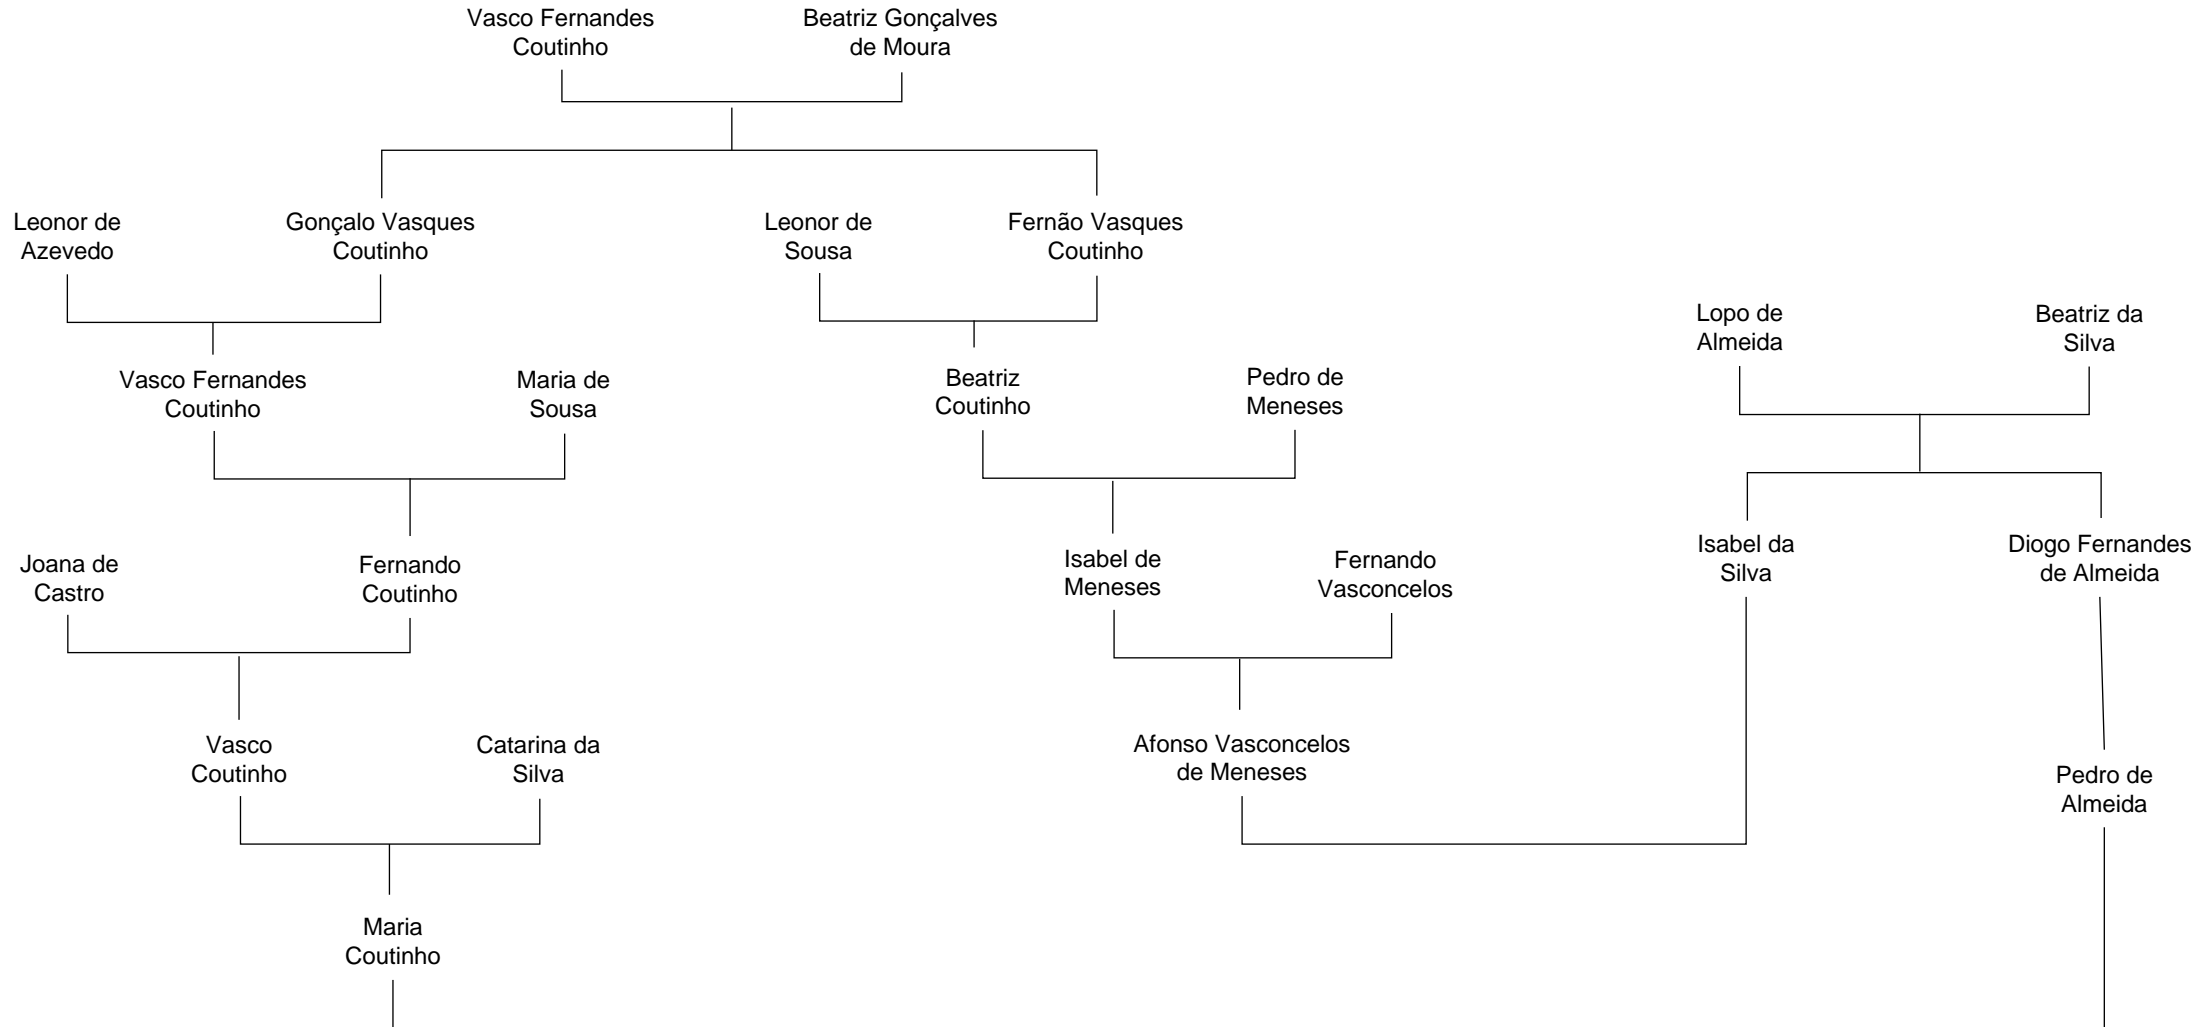 Vasco Fernandes
Coutinho
Beatriz Gonçalves
de Moura
Leonor de
Azevedo
Gonçalo Vasques
Coutinho
Leonor de
Sousa
Fernão Vasques
Coutinho
Lopo de
Almeida
Beatriz da
Silva
Vasco Fernandes
Coutinho
Maria de
Sousa
Beatriz
Coutinho
Pedro de
Meneses
Joana de
Castro
Fernando
Coutinho
Isabel de
Meneses
Fernando
Vasconcelos
Isabel da
Silva
Diogo Fernandes
de Almeida
Vasco
Coutinho
Catarina da
Silva
Afonso Vasconcelos
de Meneses
Pedro de
Almeida
Maria
Coutinho